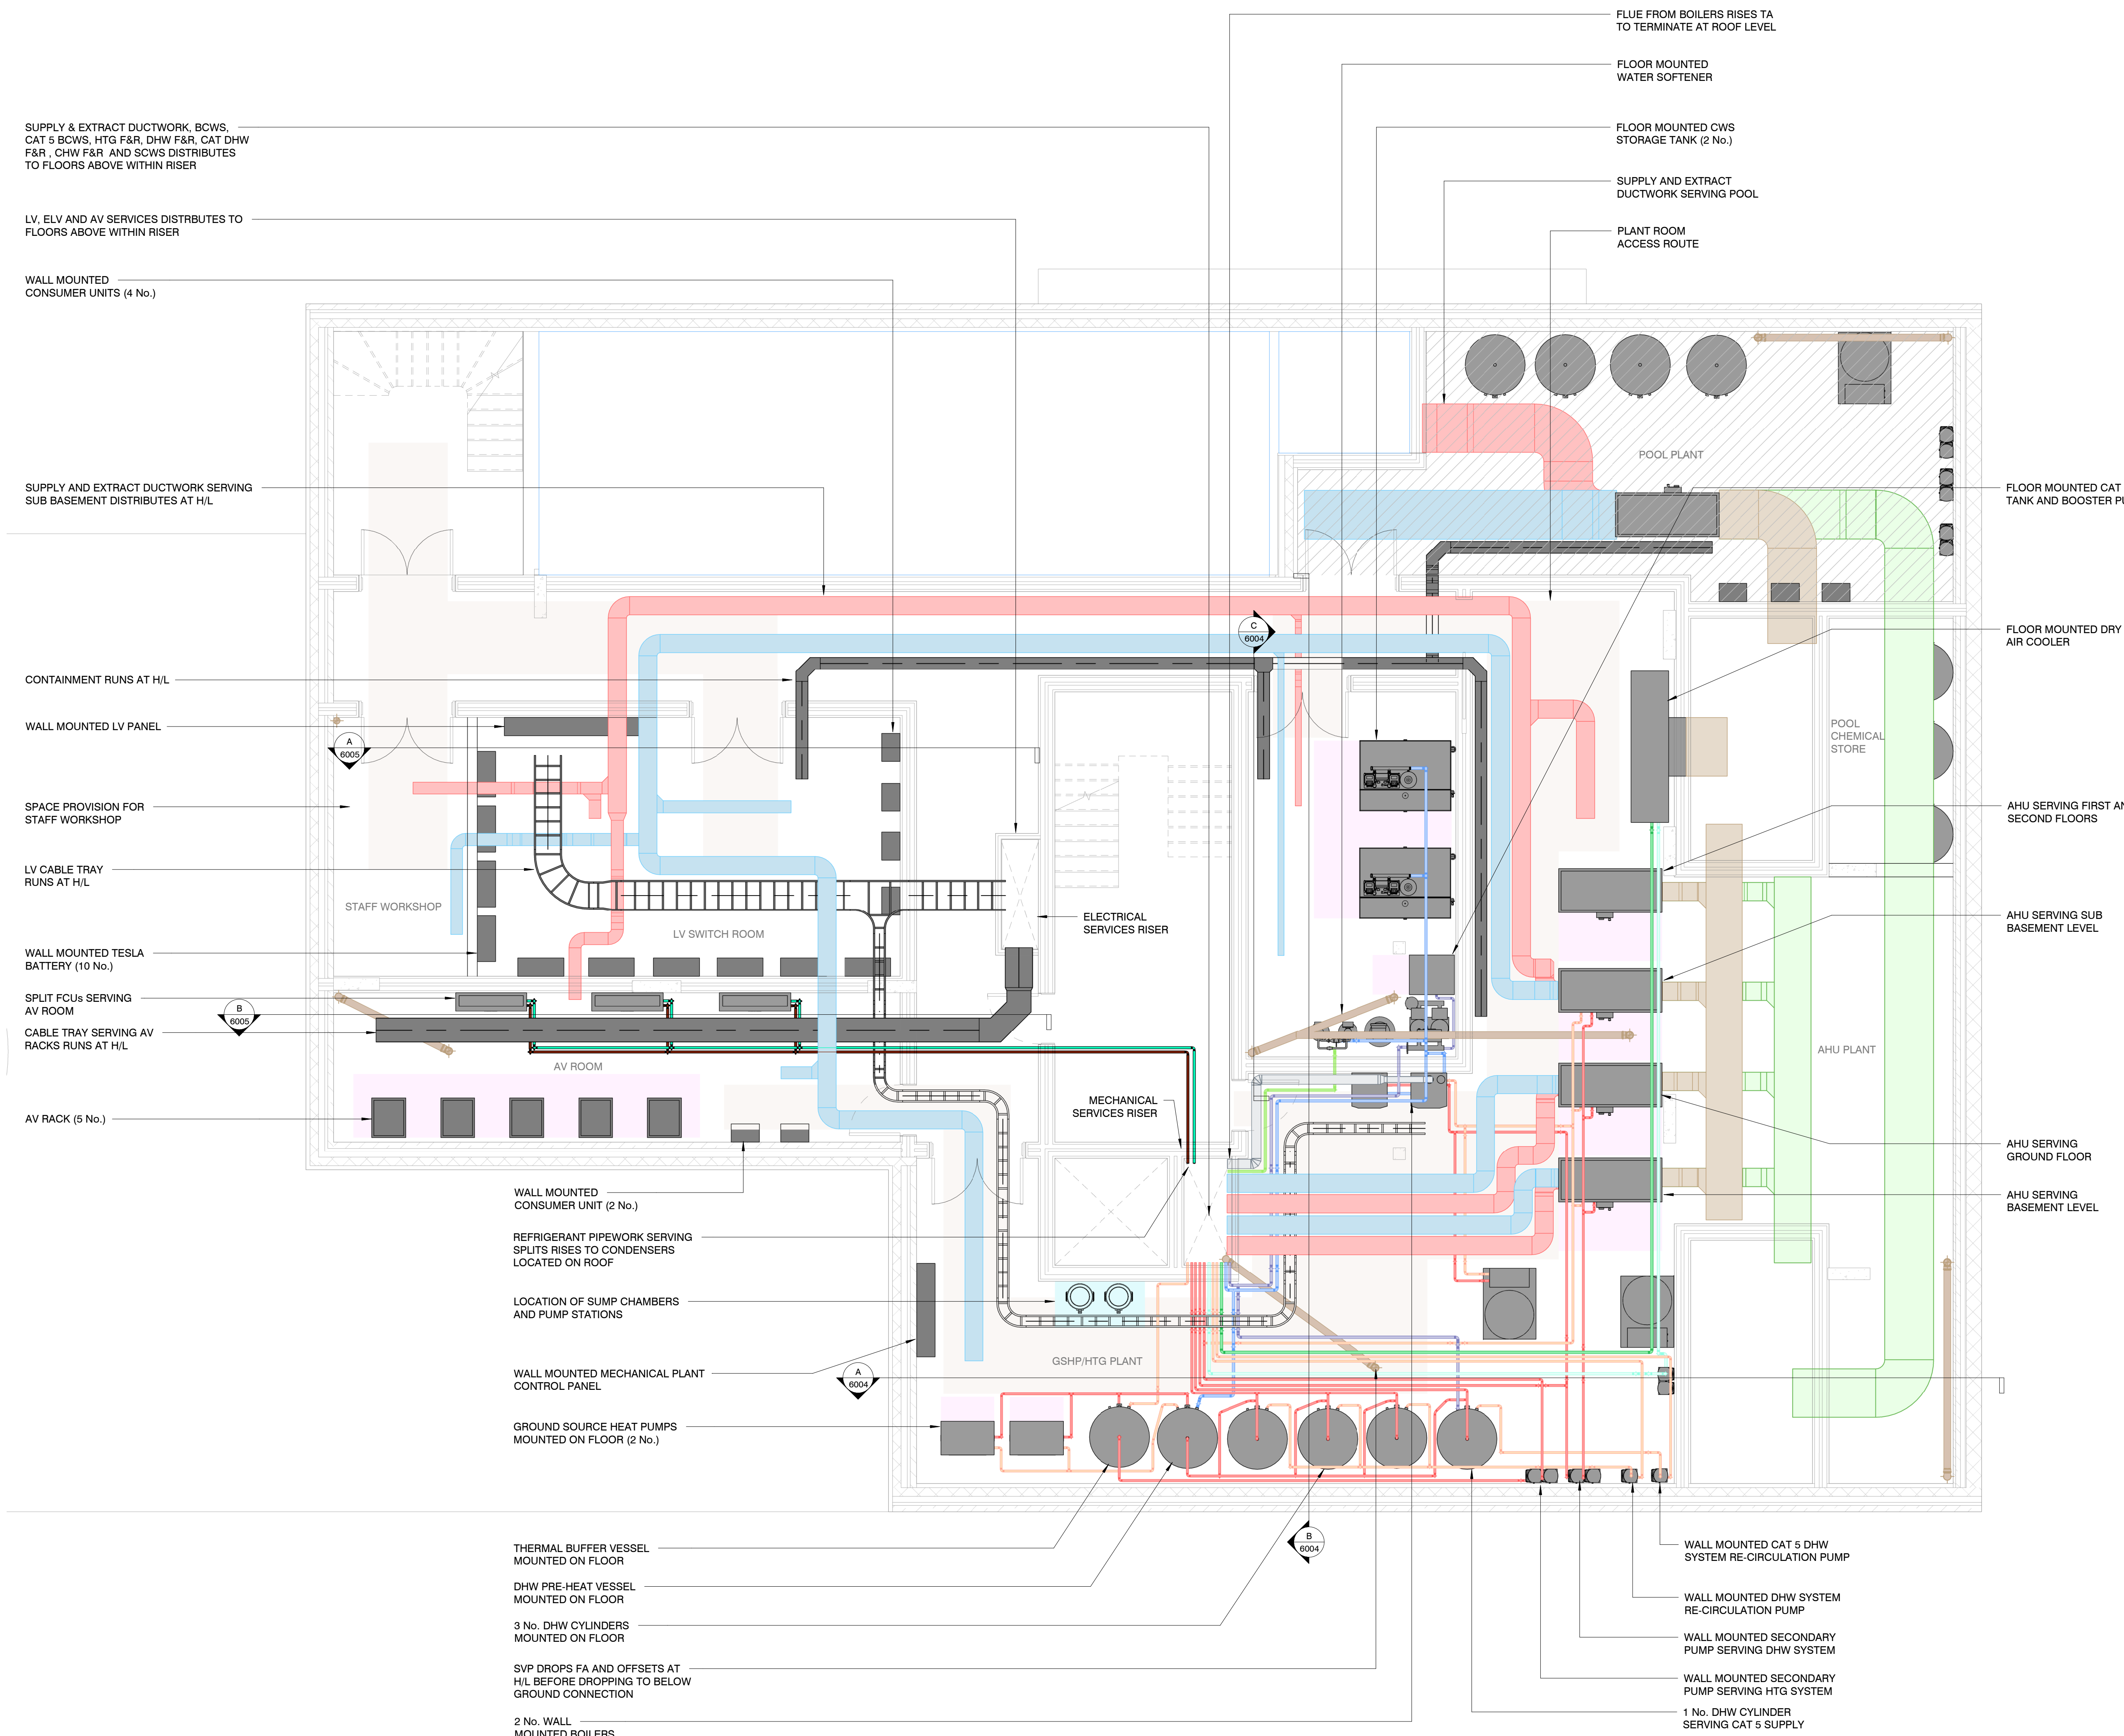 FLUE FROM BOILERS RISES TA
TO TERMINATE AT ROOF LEVEL
FLOOR MOUNTED
WATER SOFTENER
SUPPLY & EXTRACT DUCTWORK, BCWS,
CAT 5 BCWS, HTG F&R, DHW F&R, CAT DHW
F&R , CHW F&R AND SCWS DISTRIBUTES
TO FLOORS ABOVE WITHIN RISER
FLOOR MOUNTED CWS
STORAGE TANK (2 No.)
SUPPLY AND EXTRACT
DUCTWORK SERVING POOL
LV, ELV AND AV SERVICES DISTRBUTES TO
FLOORS ABOVE WITHIN RISER
PLANT ROOM
ACCESS ROUTE
WALL MOUNTED
CONSUMER UNITS (4 No.)
POOL PLANT
SUPPLY AND EXTRACT DUCTWORK SERVING
SUB BASEMENT DISTRIBUTES AT H/L
FLOOR MOUNTED CAT
TANK AND BOOSTER PU
C
6004
FLOOR MOUNTED DRY
AIR COOLER
CONTAINMENT RUNS AT H/L
WALL MOUNTED LV PANEL
A
6005
POOL
CHEMICAL
STORE
SPACE PROVISION FOR
STAFF WORKSHOP
AHU SERVING FIRST AN
SECOND FLOORS
LV CABLE TRAY
RUNS AT H/L
STAFF WORKSHOP
LV SWITCH ROOM
ELECTRICAL
SERVICES RISER
AHU SERVING SUB
BASEMENT LEVEL
WALL MOUNTED TESLA
BATTERY (10 No.)
SPLIT FCUs SERVING
AV ROOM
B
6005
CABLE TRAY SERVING AV
RACKS RUNS AT H/L
AV ROOM
AHU PLANT
AV RACK (5 No.)
MECHANICAL
SERVICES RISER
AHU SERVING
GROUND FLOOR
WALL MOUNTED
CONSUMER UNIT (2 No.)
AHU SERVING
BASEMENT LEVEL
REFRIGERANT PIPEWORK SERVING
SPLITS RISES TO CONDENSERS
LOCATED ON ROOF
LOCATION OF SUMP CHAMBERS
AND PUMP STATIONS
GSHP/HTG PLANT
WALL MOUNTED MECHANICAL PLANT
CONTROL PANEL
A
6004
GROUND SOURCE HEAT PUMPS
MOUNTED ON FLOOR (2 No.)
B
6004
THERMAL BUFFER VESSEL
MOUNTED ON FLOOR
WALL MOUNTED CAT 5 DHW
SYSTEM RE-CIRCULATION PUMP
DHW PRE-HEAT VESSEL
MOUNTED ON FLOOR
WALL MOUNTED DHW SYSTEM
RE-CIRCULATION PUMP
3 No. DHW CYLINDERS
MOUNTED ON FLOOR
WALL MOUNTED SECONDARY
PUMP SERVING DHW SYSTEM
SVP DROPS FA AND OFFSETS AT
H/L BEFORE DROPPING TO BELOW
GROUND CONNECTION
WALL MOUNTED SECONDARY
PUMP SERVING HTG SYSTEM
2 No. WALL
MOUNTED BOILERS
1 No. DHW CYLINDER
SERVING CAT 5 SUPPLY